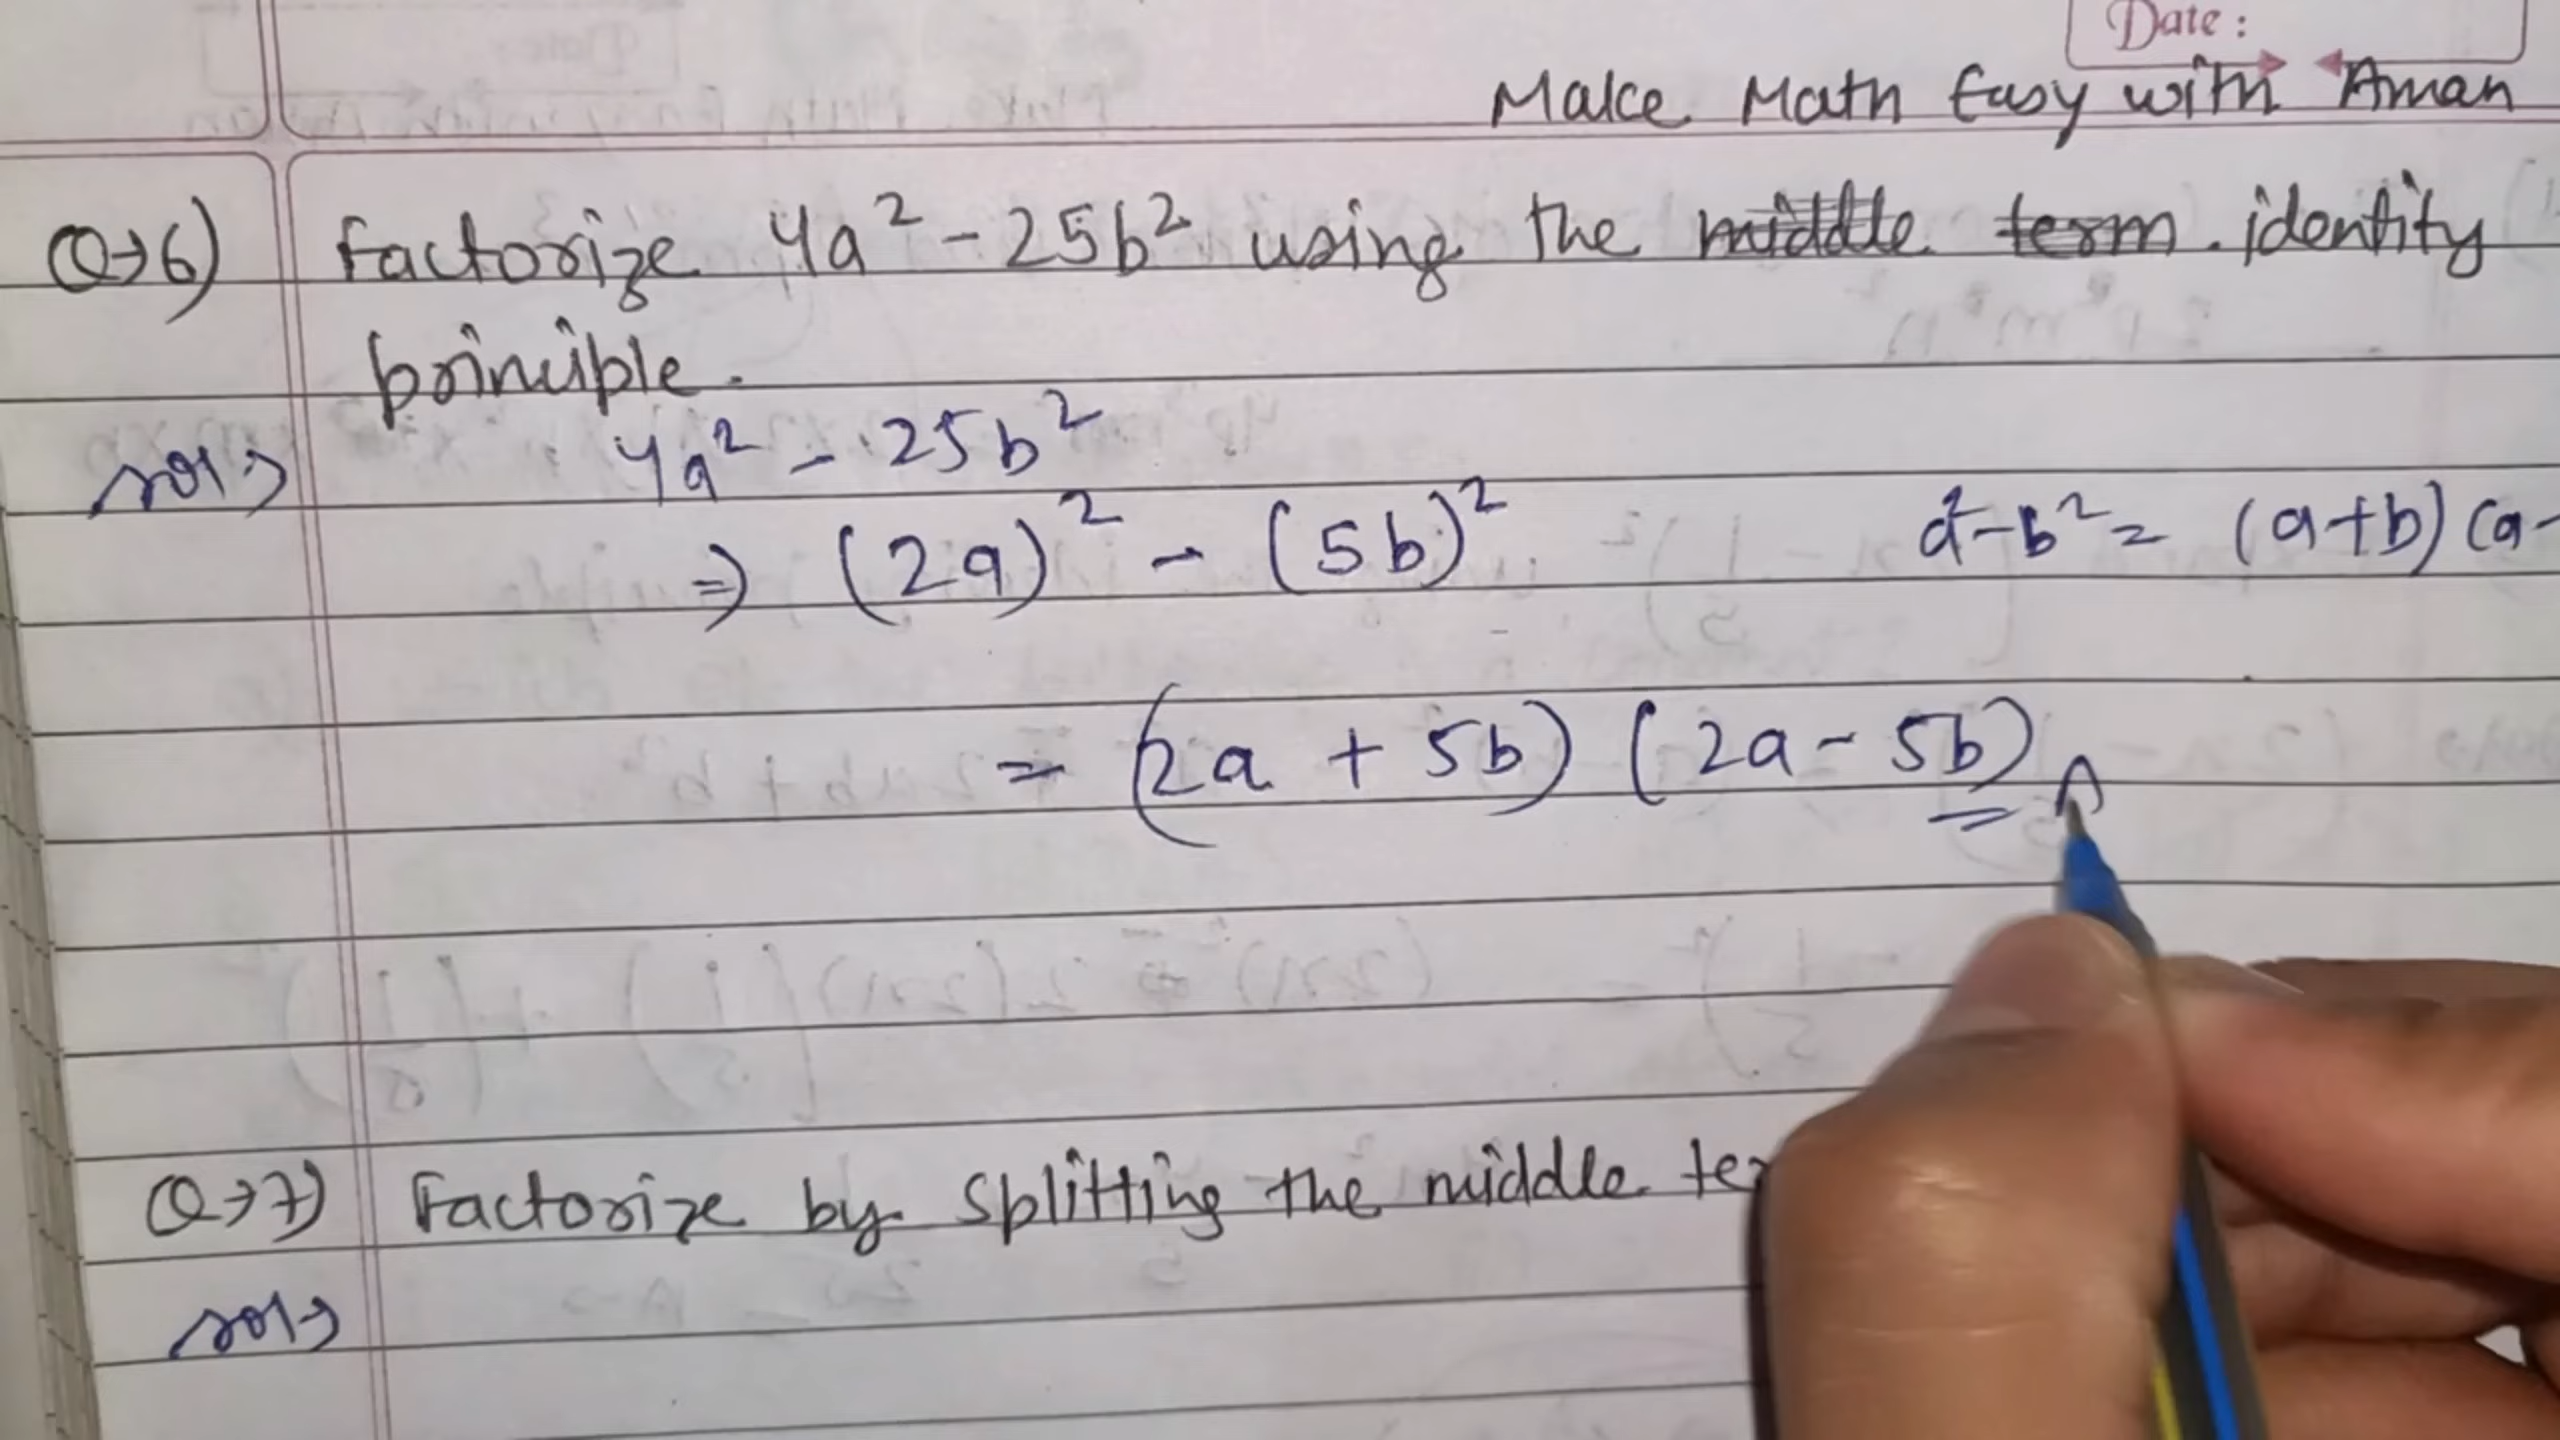 Date :
Make Math Easy with Aman
Q→6) Factorize 4a² - 25b² using the middle term. identity
principle.
sol→ 4a² - 25b²
⇒ (2a)² - (5b)² a²-b² = (a+b) (a-
= (2a + 5b) (2a - 5b)
Q→7) Factorize by splitting the middle
sol→